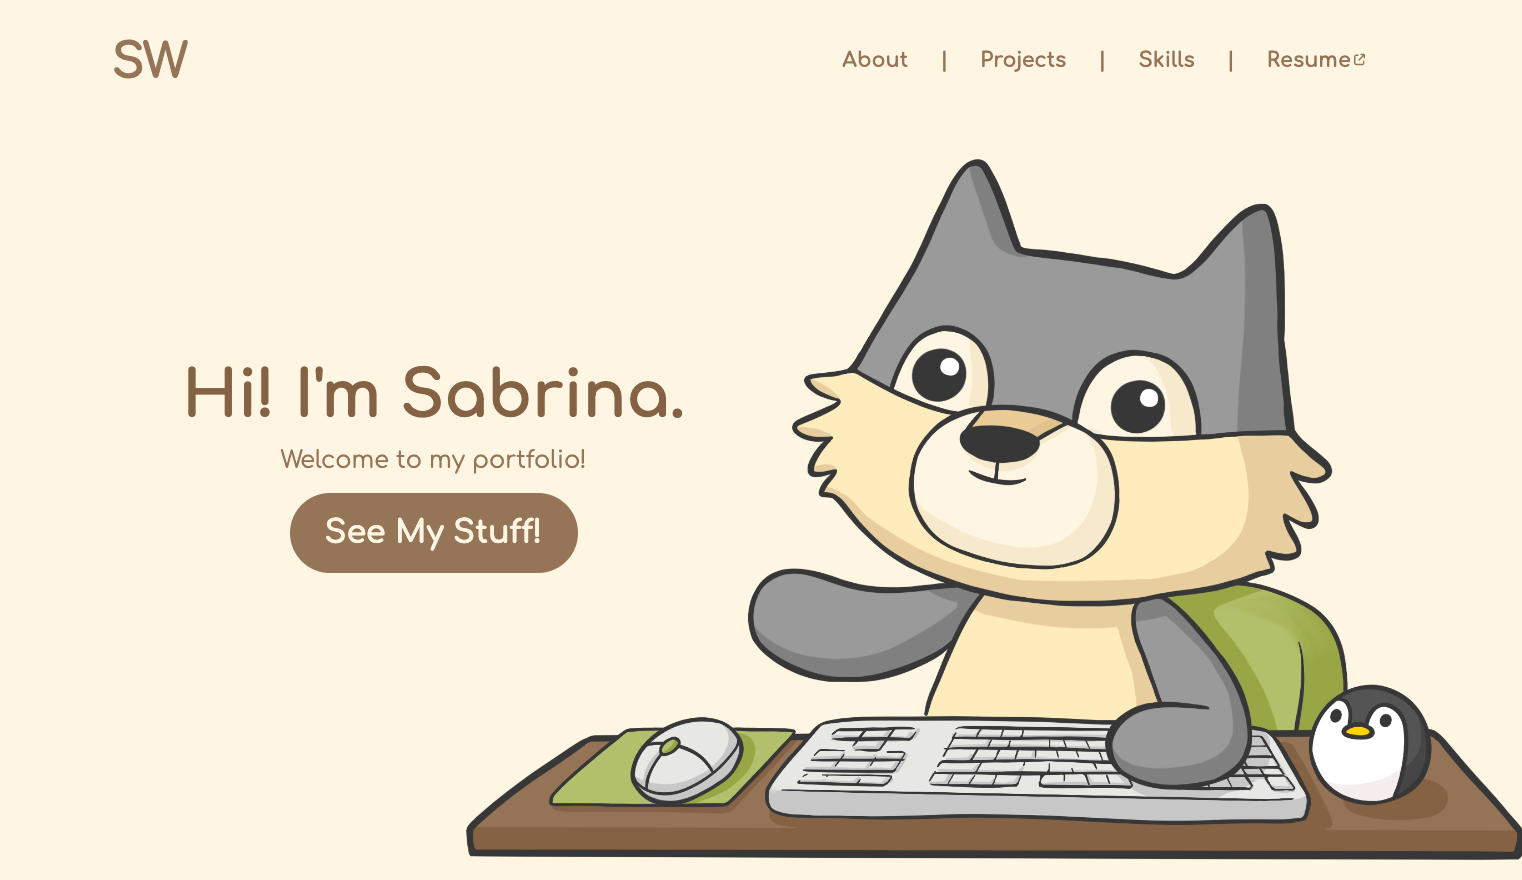 SW
About | Projects | Skills | Resume
Hi! I'm Sabrina.
Welcome to my portfolio!
See My Stuff!